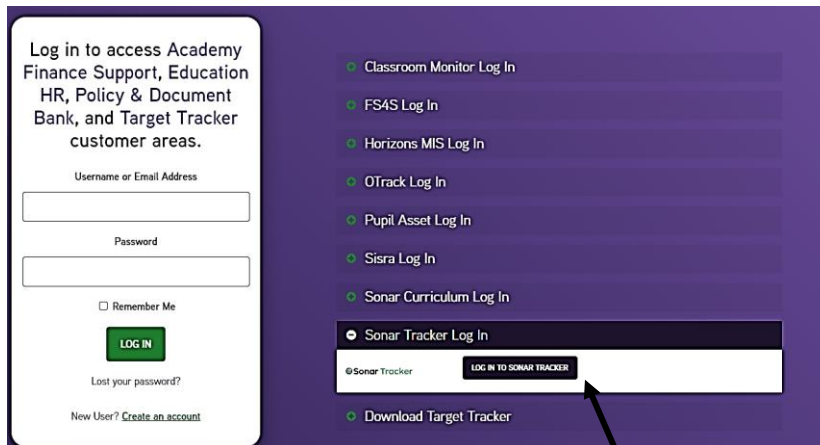 Log in to access Academy
Finance Support, Education
HR, Policy & Document
Bank, and Target Tracker
customer areas.
Username or Email Address
Password
Remember Me
LOG IN
Lost your password?
New User? Create an account
Classroom Monitor Log In
FS4S Log In
Horizons MIS Log In
OTrack Log In
Pupil Asset Log In
Sisra Log In
Sonar Curriculum Log In
Sonar Tracker Log In
Sonar Tracker
LOG IN TO SONAR TRACKER
Download Target Tracker